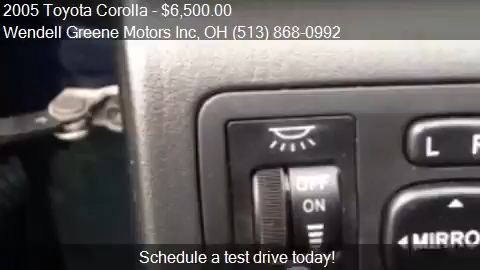 2005 Toyota Corolla - $6,500.00
Wendell Greene Motors Inc, OH (513) 868-0992
L
OFF
ON
MIRRO
Schedule a test drive today!